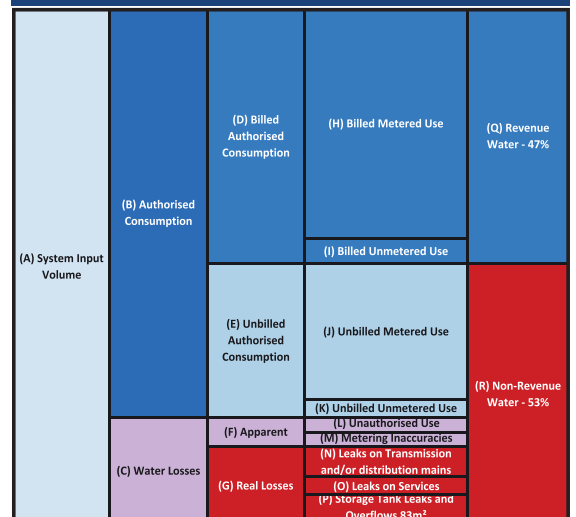 (A) System Input
Volume
(B) Authorised
Consumption
(C) Water Losses
(D) Billed
Authorised
Consumption
(E) Unbilled
Authorised
Consumption
(F) Apparent
(G) Real Losses
(H) Billed Metered Use
(I) Billed Unmetered Use
(J) Unbilled Metered Use
(K) Unbilled Unmetered Use
(L) Unauthorised Use
(M) Metering Inaccuracies
(N) Leaks on Transmission
and/or distribution mains
(O) Leaks on Services
(P) Storage Tank Leaks and
Overflows 83m²
(Q) Revenue
Water - 47%
(R) Non-Revenue
Water - 53%